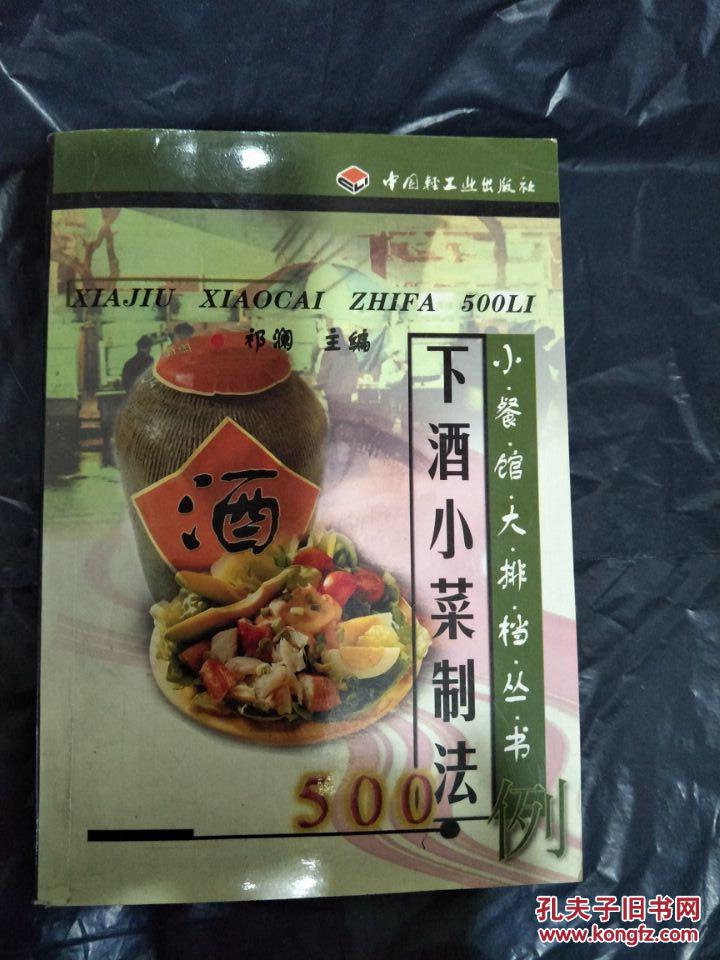 中国轻工业出版社
XIAJIU XIAOCAI ZHIFA 500LI
祁澜 主编
小·餐·馆·大·排·档·丛·书
下酒小菜制法
500例
酒
孔夫子旧书网
www.kongfz.com